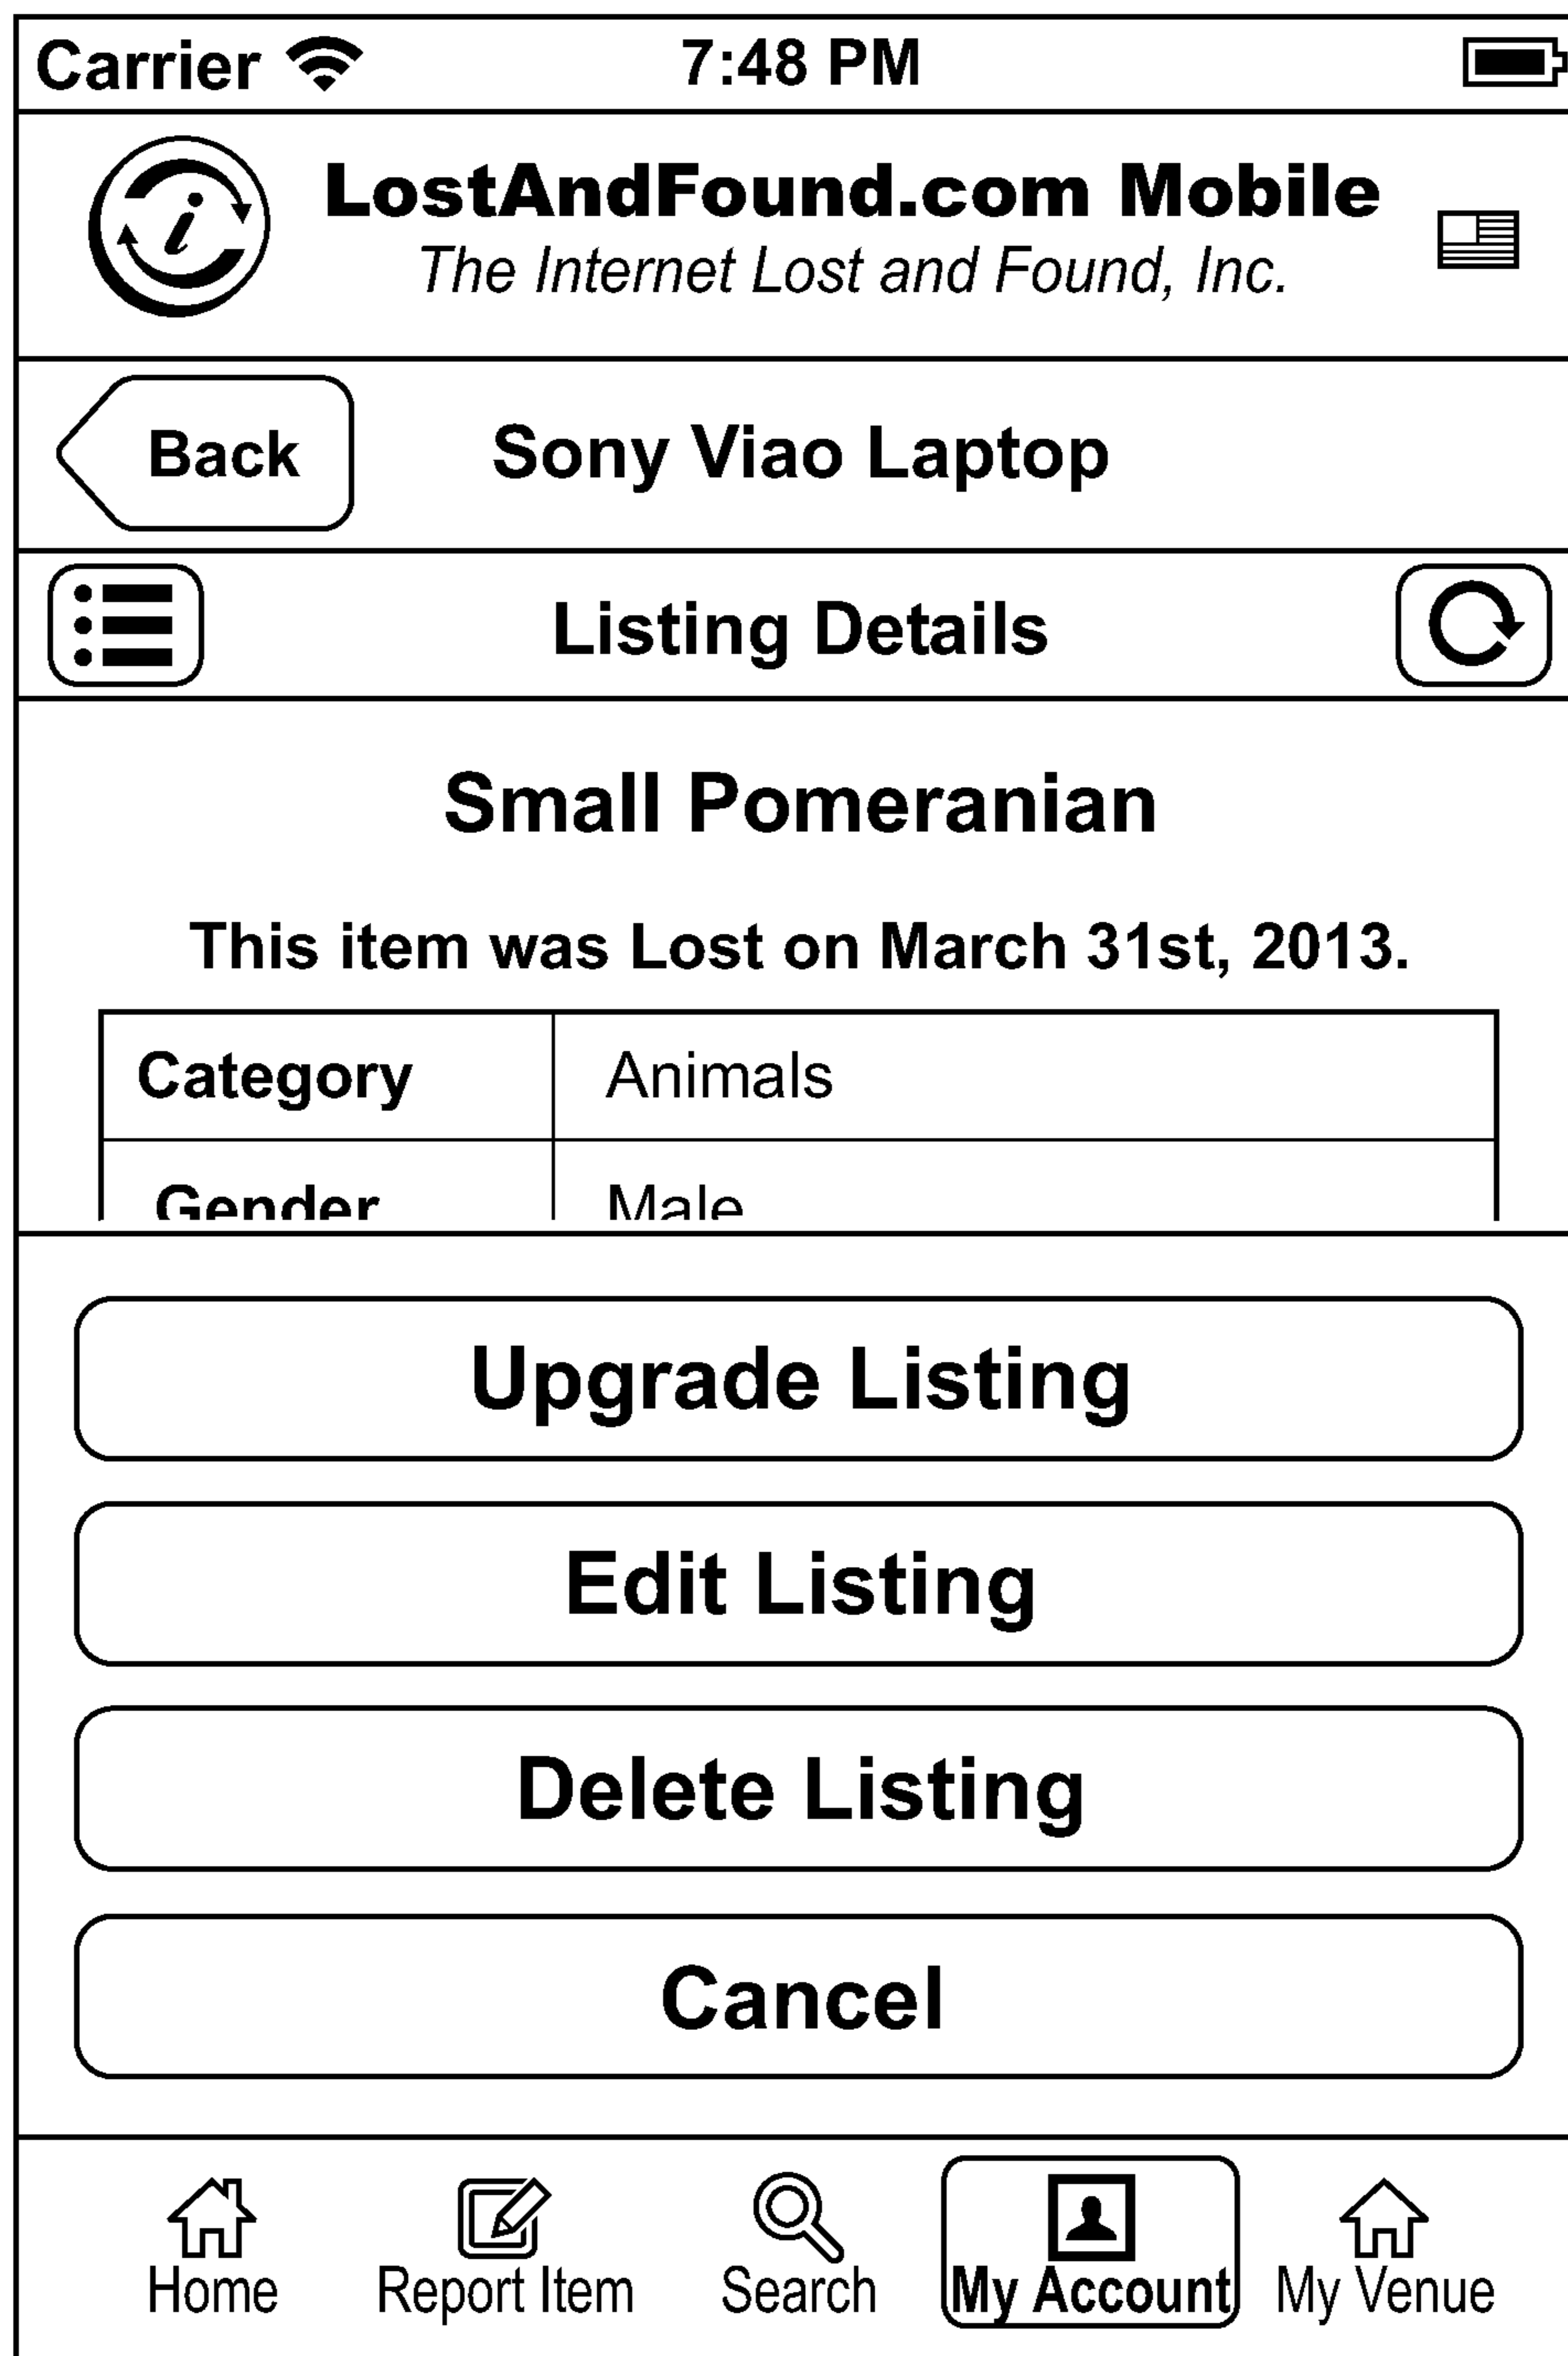 Carrier 7:48 PM
LostAndFound.com Mobile
The Internet Lost and Found, Inc.
Back Sony Viao Laptop
Listing Details
Small Pomeranian
This item was Lost on March 31st, 2013.
Category Animals
Gender Male
Upgrade Listing
Edit Listing
Delete Listing
Cancel
Home Report Item Search My Account My Venue